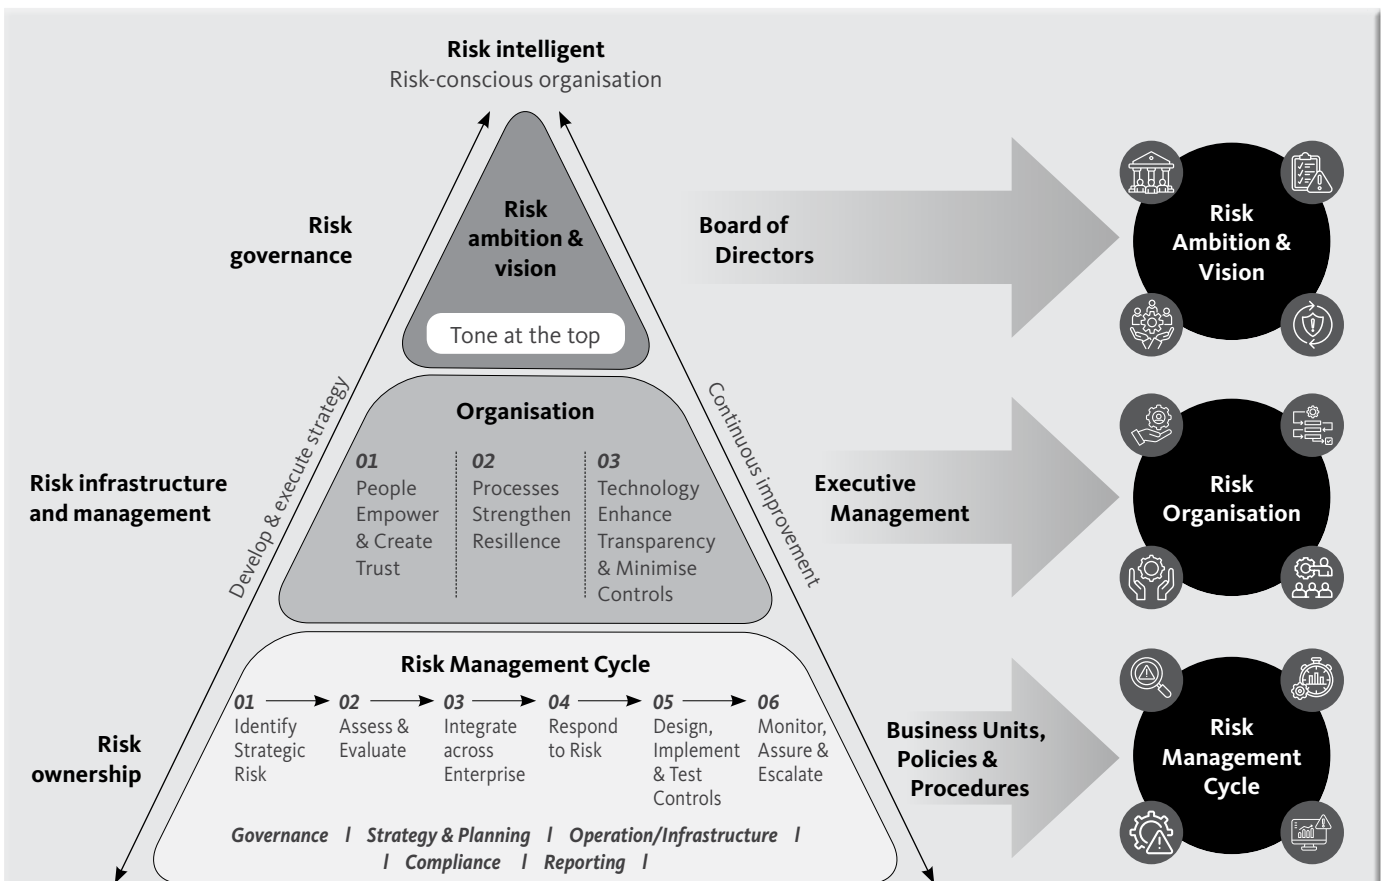 Risk intelligent
Risk-conscious organisation
Risk
governance
Risk
ambition &
vision
Tone at the top
Board of
Directors
Risk
Ambition &
Vision
Develop & execute strategy
Continuous improvement
Risk infrastructure
and management
Organisation
01
People
Empower
& Create
Trust
02
Processes
Strengthen
Resillence
03
Technology
Enhance
Transparency
& Minimise
Controls
Executive
Management
Risk
Organisation
Risk
ownership
Risk Management Cycle
01
Identify
Strategic
Risk
02
Assess &
Evaluate
03
Integrate
across
Enterprise
04
Respond
to Risk
05
Design,
Implement
& Test
Controls
06
Monitor,
Assure &
Escalate
Governance I Strategy & Planning I Operation/Infrastructure I
I Compliance I Reporting I
Business Units,
Policies &
Procedures
Risk
Management
Cycle